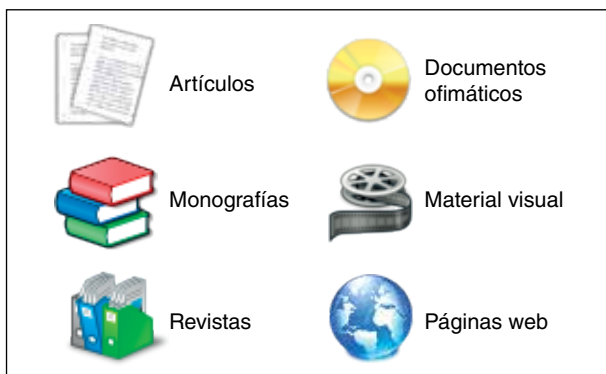 Artículos
Documentos
ofimáticos
Monografías
Material visual
Revistas
Páginas web